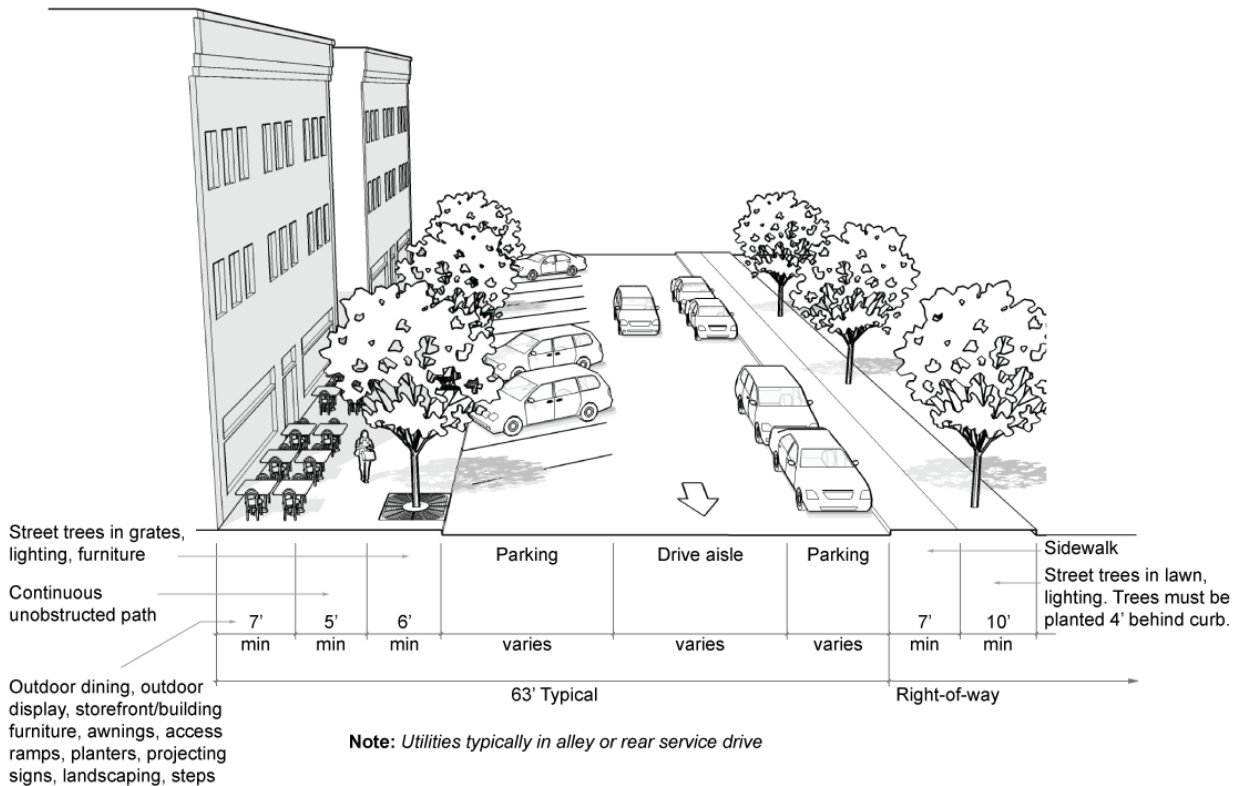 Street trees in grates,
lighting, furniture
Parking
Drive aisle
Parking
Sidewalk
Continuous
unobstructed path
Street trees in lawn,
lighting. Trees must be
planted 4’ behind curb.
7’
min
5’
min
6’
min
varies
varies
varies
7’
min
10’
min
Outdoor dining, outdoor
display, storefront/building
furniture, awnings, access
ramps, planters, projecting
signs, landscaping, steps
63’ Typical
Right-of-way
Note: Utilities typically in alley or rear service drive